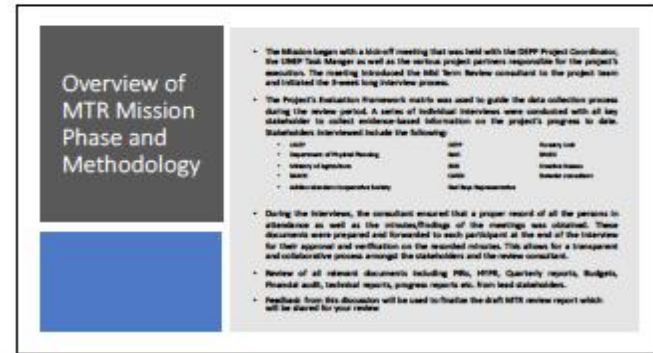 Overview of
MTR Mission
Phase and
Methodology
• The Mission began with a kick-off meeting that was held with the GEPF Project Coordinator,
the UNEP Task Manger as well as the various project partners responsible for the project's
execution. The meeting introduced the Mid Term Review consultant to the project team
and initiated the interview process.
• The Project's Evaluation Framework matrix was used to guide the data collection process
during the review period. A series of individual interviews were conducted with all key
stakeholder to collect evidence-based information on the project's progress to date.
Stakeholders interviewed include the following:
• Department of Physical Planning
• Ministry of Agriculture
Forestry Unit
• During the interviews, the consultant ensured that a proper record of all the persons in
attendance as well as the minutes/findings of the meetings was obtained. These
documents were prepared and forwarded to each participant at the end of the interview
for their approval and verification on the recorded minutes. This allows for a transparent
and collaborative process amongst the stakeholders and the review consultant.
• Review of all relevant documents including PIRs, HYPR, Quarterly reports, Budgets,
Financial audit, technical reports, progress reports etc. from lead stakeholders.
• Feedback from this discussion will be used to finalise the draft MTR review report which
will be shared for your review